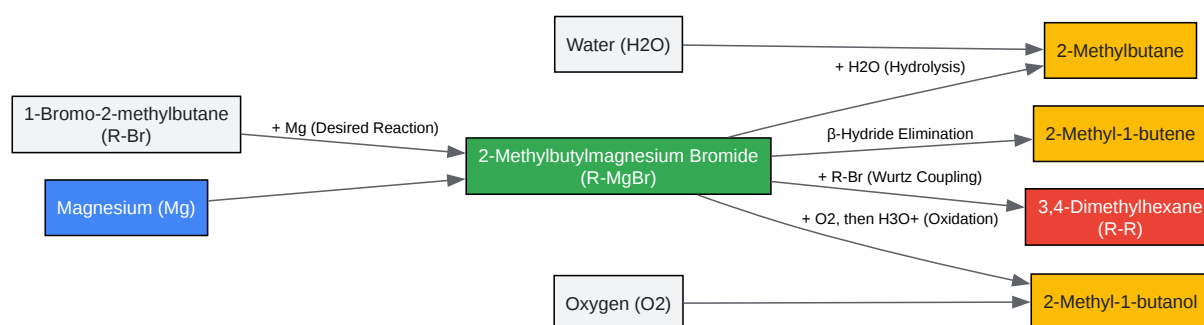 Water (H2O)
2-Methylbutane
+ H2O (Hydrolysis)
1-Bromo-2-methylbutane
(R-Br)
+ Mg (Desired Reaction)
β-Hydride Elimination
2-Methyl-1-butene
2-Methylbutylmagnesium Bromide
(R-MgBr)
+ R-Br (Wurtz Coupling)
Magnesium (Mg)
3,4-Dimethylhexane
(R-R)
+ O2, then H3O+ (Oxidation)
Oxygen (O2)
2-Methyl-1-butanol